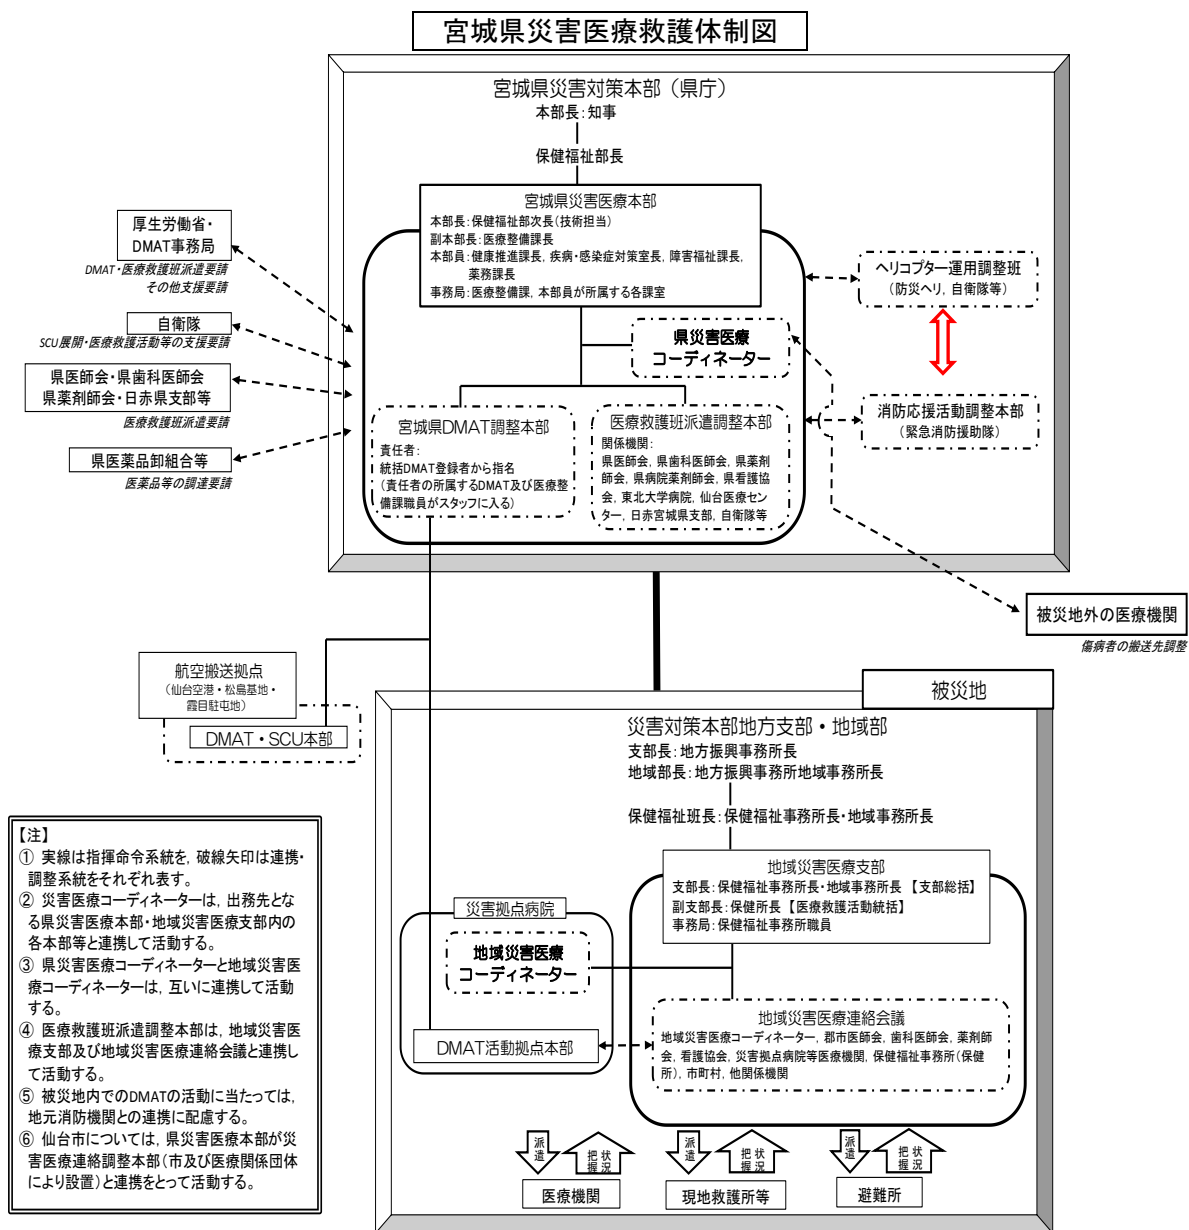 宮城県災害医療救護体制図
宮城県災害対策本部（県庁）
本部長：知事
保健福祉部長
宮城県災害医療本部
本部長：保健福祉部次長（技術担当）
副本部長：医療整備課長
本部員：健康推進課長，疾病・感染症対策室長，障害福祉課長，
薬務課長
事務局：医療整備課，本部員が所属する各課室
厚生労働省・
DMAT事務局
DMAT・医療救護班派遣要請
その他支援要請
自衛隊
SCU展開・医療救護活動等の支援要請
県医師会・県歯科医師会
県薬剤師会・日赤県支部等
医療救護班派遣要請
県医薬品卸組合等
医薬品等の調達要請
ヘリコプター運用調整班
（防災ヘリ，自衛隊等）
消防応援活動調整本部
（緊急消防援助隊）
県災害医療
コーディネーター
宮城県DMAT調整本部
責任者：
統括DMAT登録者から指名
（責任者の所属するDMAT及び医療整
備課職員がスタッフに入る）
医療救護班派遣調整本部
関係機関：
県医師会，県歯科医師会，県薬剤
師会，県病院薬剤師会，県看護協
会，東北大学病院，仙台医療セン
ター，日赤宮城県支部，自衛隊等
被災地外の医療機関
傷病者の搬送先調整
航空搬送拠点
（仙台空港・松島基地・
霞目駐屯地）
DMAT・SCU本部
被災地
災害対策本部地方支部・地域部
支部長：地方振興事務所長
地域部長：地方振興事務所地域事務所長
保健福祉班長：保健福祉事務所長・地域事務所長
地域災害医療支部
支部長：保健福祉事務所長・地域事務所長 【支部総括】
副支部長：保健所長 【医療救護活動統括】
事務局：保健福祉事務所職員
災害拠点病院
地域災害医療
コーディネーター
DMAT活動拠点本部
地域災害医療連絡会議
地域災害医療コーディネーター，郡市医師会，歯科医師会，薬剤師
会，看護協会，災害拠点病院等医療機関，保健福祉事務所（保健
所），市町村，他関係機関
派遣
状況把握
派遣
状況把握
派遣
状況把握
医療機関
現地救護所等
避難所
【注】
① 実線は指揮命令系統を，破線矢印は連携・
調整系統をそれぞれ表す。
② 災害医療コーディネーターは，出務先とな
る県災害医療本部・地域災害医療支部内の
各本部等と連携して活動する。
③ 県災害医療コーディネーターと地域災害医
療コーディネーターは，互いに連携して活動
する。
④ 医療救護班派遣調整本部は，地域災害医
療支部及び地域災害医療連絡会議と連携し
て活動する。
⑤ 被災地内でのDMATの活動に当たっては，
地元消防機関との連携に配慮する。
⑥ 仙台市については，県災害医療本部が災
害医療連絡調整本部（市及び医療関係団体
により設置）と連携をとって活動する。